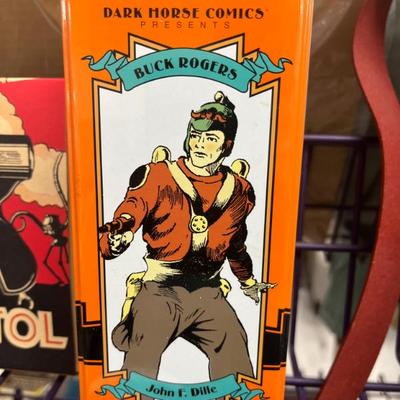 DARK HORSE COMICS
PRESENTS
BUCK ROGERS
TOL
John F. Dille